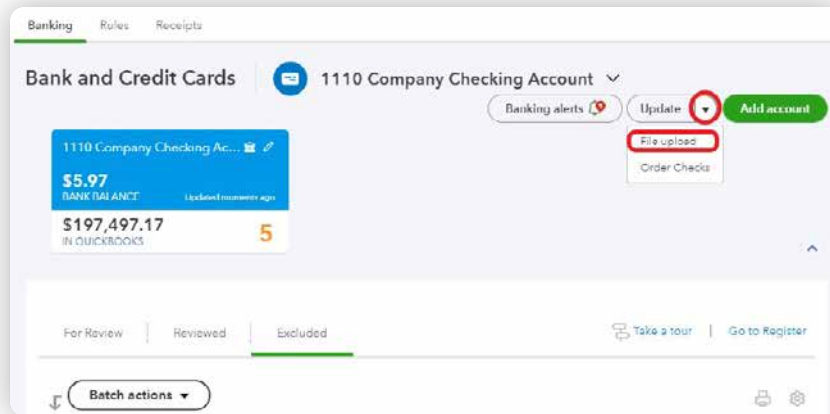 Banking Rules Receipts
Bank and Credit Cards 1110 Company Checking Account
Banking alerts Update Add account
File upload
Order Checks
1110 Company Checking Ac...
$5.97
BANK BALANCE Updated moments ago
$197,497.17
IN QUICKBOOKS 5
For Review Reviewed Excluded Take a tour | Go to Register
Batch actions